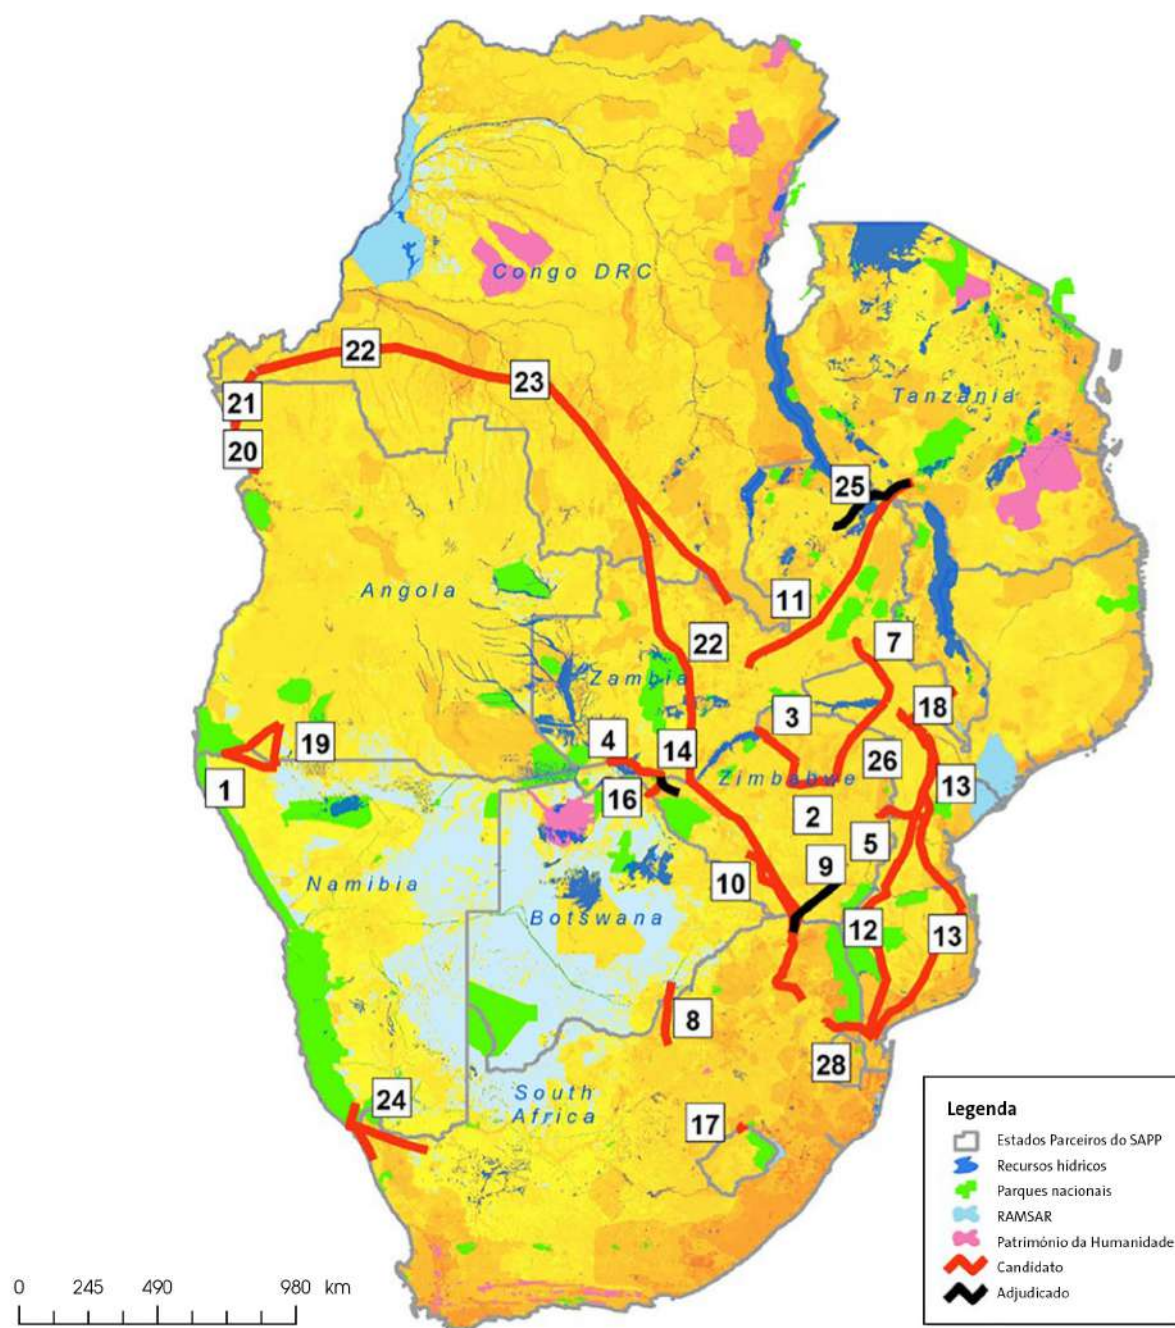 Congo DRC
22
23
21
Tanzania
20
25
Angola
11
22
7
Zambia
18
3
4
14
19
26
1
Zimbabwe
13
16
2
5
9
10
Namibia
Botswana
12
13
8
28
South
Africa
24
17
Legenda
Estados Parceiros do SAPP
Recursos hídricos
Parques nacionais
RAMSAR
Património da Humanidade
Candidato
Adjudicado
0 245 490 980 km